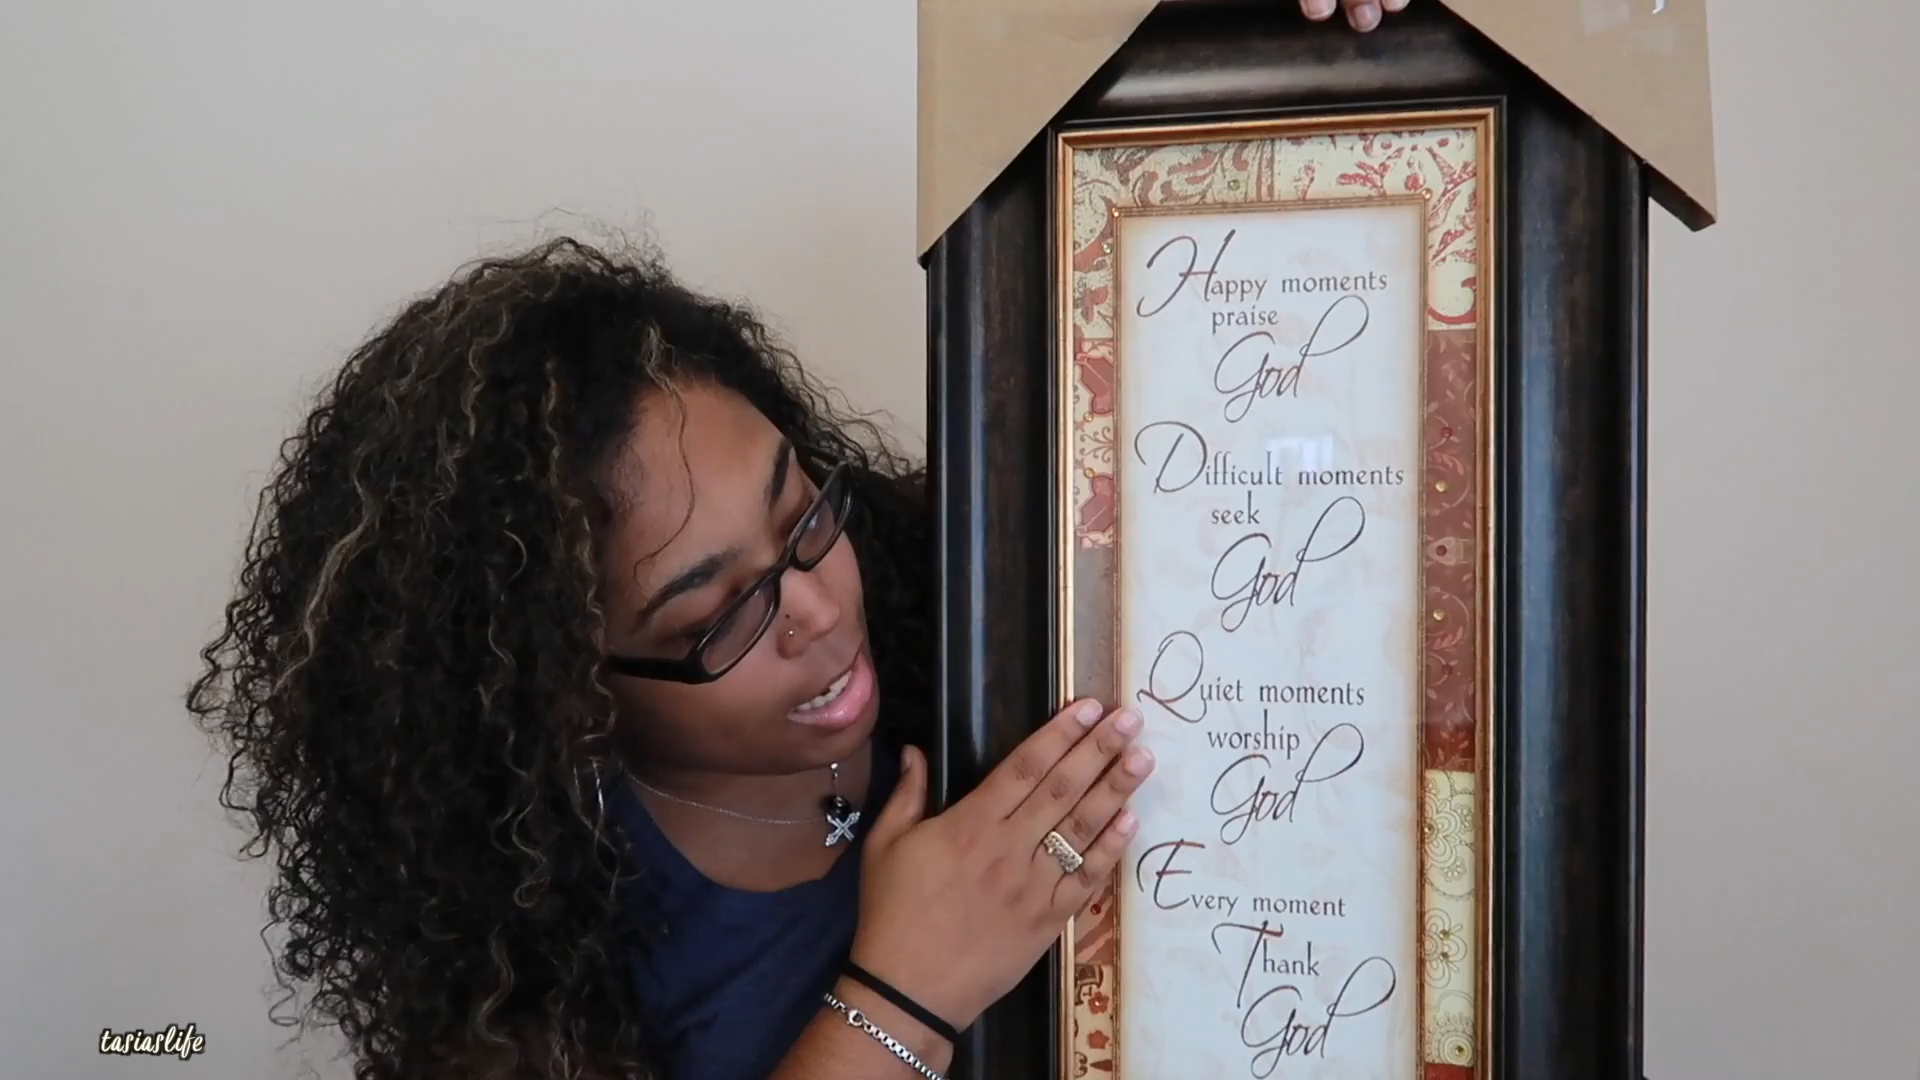 Happy moments
praise
God
Difficult moments
seek
God
Quiet moments
worship
God
Every moment
Thank
God
tasiaslife